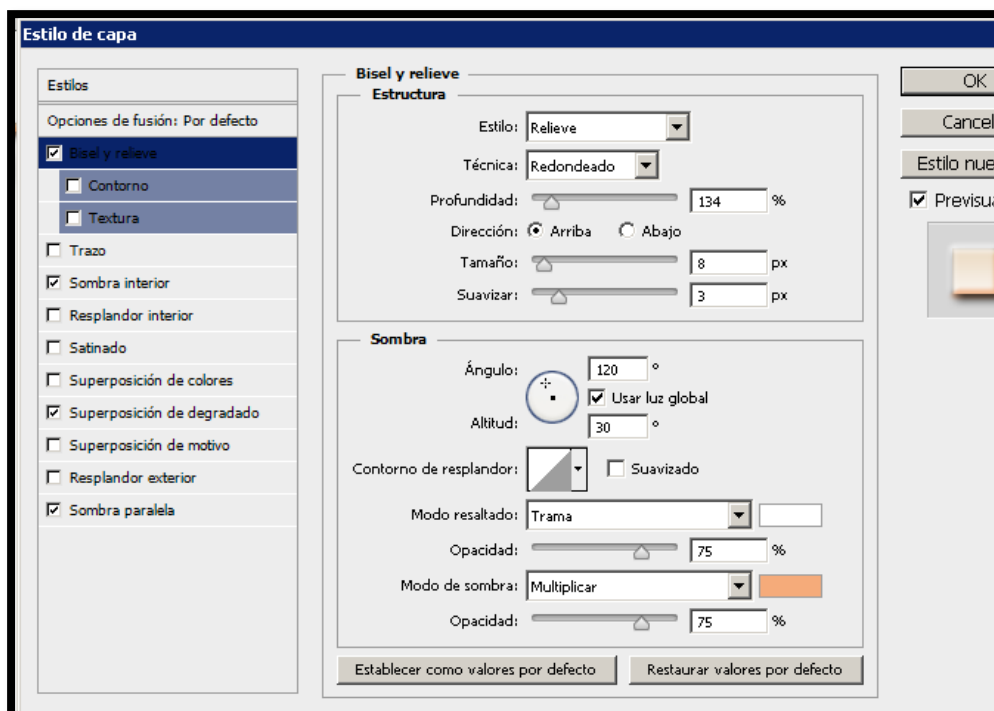 Estilo de capa
Estilos
Opciones de fusión: Por defecto
Bisel y relieve
Contorno
Textura
Trazo
Sombra interior
Resplandor interior
Satinado
Superposición de colores
Superposición de degradado
Superposición de motivo
Resplandor exterior
Sombra paralela
Bisel y relieve
Estructura
Estilo: Relieve
Técnica: Redondeado
Profundidad: 134 %
Dirección: Arriba Abajo
Tamaño: 8 px
Suavizar: 3 px
Sombra
Ángulo: 120 °
Usar luz global
Altitud: 30 °
Contorno de resplandor: Suavizado
Modo resaltado: Trama
Opacidad: 75 %
Modo de sombra: Multiplicar
Opacidad: 75 %
Establecer como valores por defecto Restaurar valores por defecto
OK
Cancel
Estilo nue
Previsua